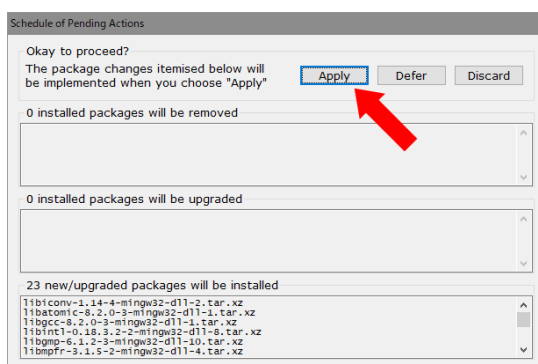 Schedule of Pending Actions
Okay to proceed?
The package changes itemised below will
be implemented when you choose "Apply"
Apply
Defer
Discard
0 installed packages will be removed
0 installed packages will be upgraded
23 new/upgraded packages will be installed
libiconv-1.14-4-mingw32-dll-2.tar.xz
libatomic-8.2.0-3-mingw32-dll-1.tar.xz
libgcc-8.2.0-3-mingw32-dll-1.tar.xz
libintl-0.18.3.2-2-mingw32-dll-8.tar.xz
libgmp-6.1.2-3-mingw32-dll-10.tar.xz
libmpfr-3.1.5-2-mingw32-dll-4.tar.xz